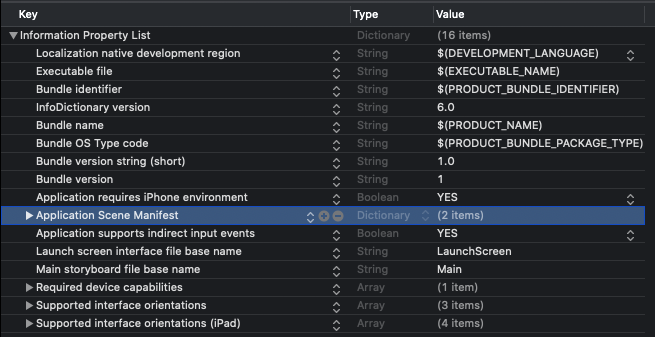 Key Type Value
Information Property List Dictionary (16 items)
Localization native development region String $(DEVELOPMENT_LANGUAGE)
Executable file String $(EXECUTABLE_NAME)
Bundle identifier String $(PRODUCT_BUNDLE_IDENTIFIER)
InfoDictionary version String 6.0
Bundle name String $(PRODUCT_NAME)
Bundle OS Type code String $(PRODUCT_BUNDLE_PACKAGE_TYPE)
Bundle version string (short) String 1.0
Bundle version String 1
Application requires iPhone environment Boolean YES
Application Scene Manifest Dictionary (2 items)
Application supports indirect input events Boolean YES
Launch screen interface file base name String LaunchScreen
Main storyboard file base name String Main
Required device capabilities Array (1 item)
Supported interface orientations Array (3 items)
Supported interface orientations (iPad) Array (4 items)